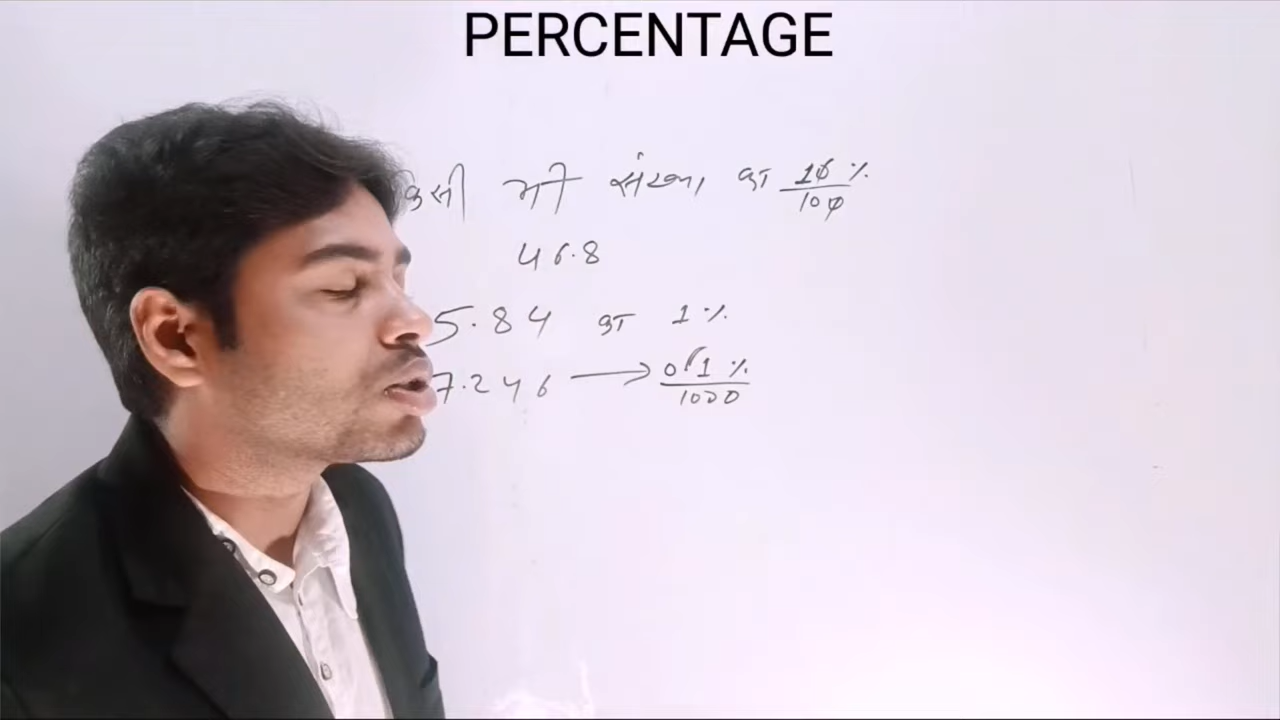 PERCENTAGE
किसी भी संख्या का 10 % / 100
46.8
5.84 का 1 %
7.246 → 0.1 % / 1000